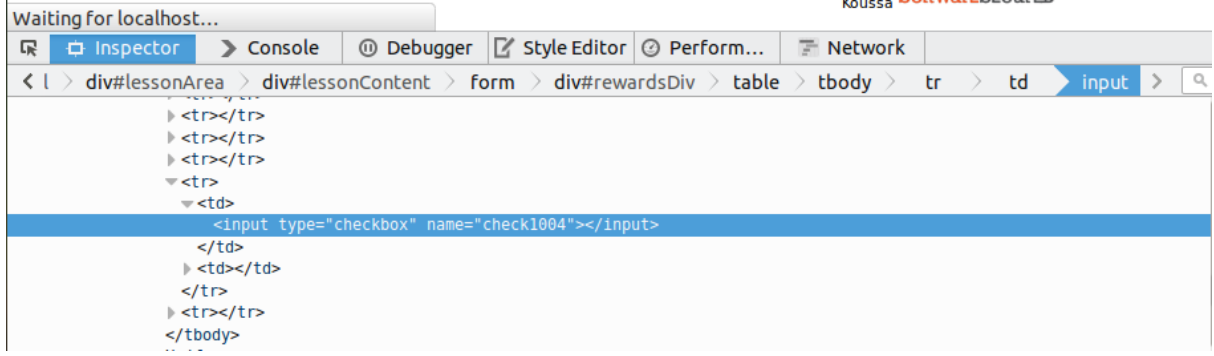 Koussa
Waiting for localhost...
Inspector Console Debugger Style Editor Perform... Network
l div#lessonArea div#lessonContent form div#rewardsDiv table tbody tr td input
<tr></tr>
<tr></tr>
<tr></tr>
<tr>
<td>
<input type="checkbox" name="check1004"></input>
</td>
<td></td>
</tr>
<tr></tr>
</tbody>